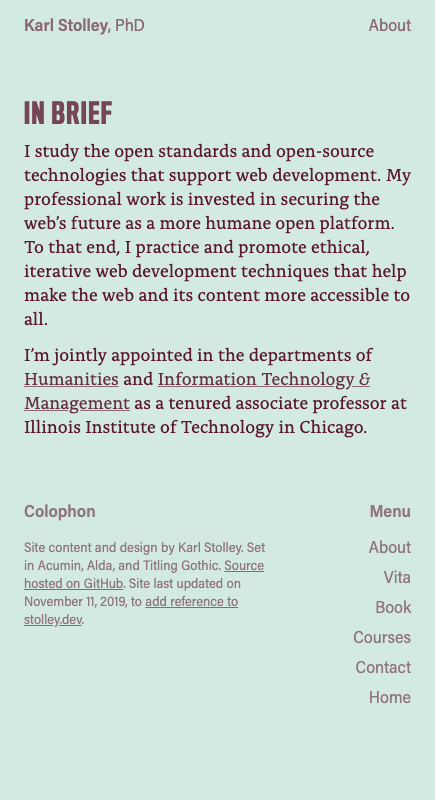 Karl Stolley, PhD
About
IN BRIEF
I study the open standards and open-source
technologies that support web development. My
professional work is invested in securing the
web’s future as a more humane open platform.
To that end, I practice and promote ethical,
iterative web development techniques that help
make the web and its content more accessible to
all.
I’m jointly appointed in the departments of
Humanities and Information Technology &
Management as a tenured associate professor at
Illinois Institute of Technology in Chicago.
Colophon
Site content and design by Karl Stolley. Set
in Acumin, Alda, and Titling Gothic. Source
hosted on GitHub. Site last updated on
November 11, 2019, to add reference to
stolley.dev.
Menu
About
Vita
Book
Courses
Contact
Home